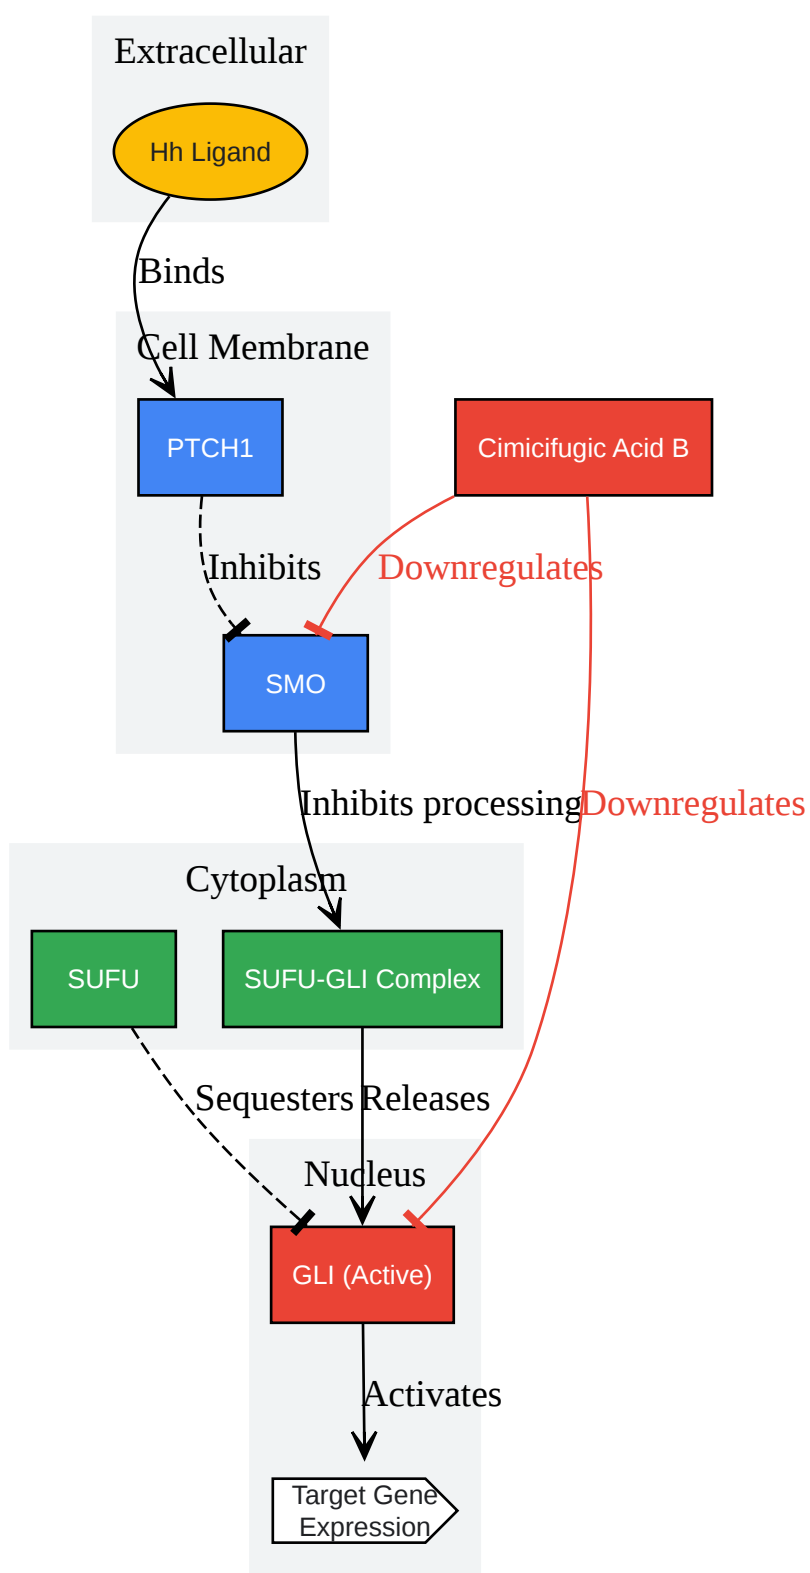 Extracellular
Hh Ligand
Binds
Cell Membrane
PTCH1
Cimicifugic Acid B
Inhibits
Downregulates
SMO
Inhibits processing
Downregulates
Cytoplasm
SUFU
SUFU-GLI Complex
Sequesters
Releases
Nucleus
GLI (Active)
Activates
Target Gene
Expression